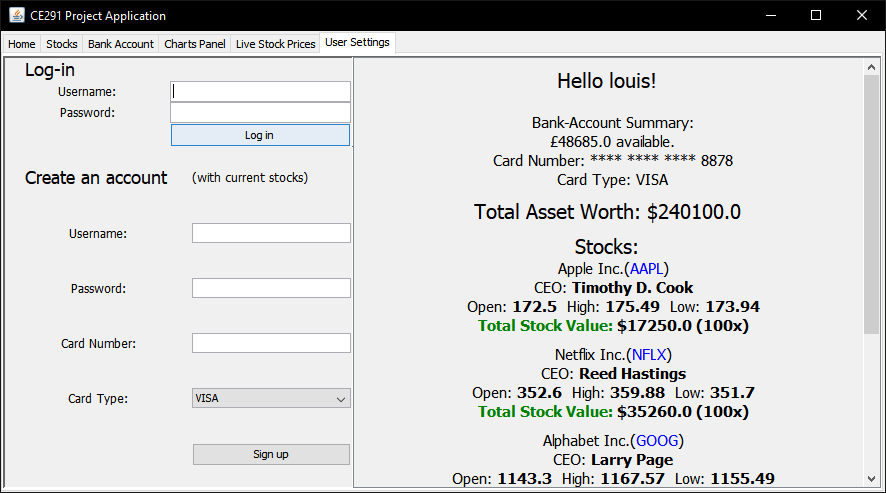 CE291 Project Application
Home Stocks Bank Account Charts Panel Live Stock Prices User Settings
Log-in
Username:
Password:
Log in
Create an account (with current stocks)
Username:
Password:
Card Number:
Card Type: VISA
Sign up
Hello louis!
Bank-Account Summary:
£48685.0 available.
Card Number: **** **** **** 8878
Card Type: VISA
Total Asset Worth: $240100.0
Stocks:
Apple Inc.(AAPL)
CEO: Timothy D. Cook
Open: 172.5 High: 175.49 Low: 173.94
Total Stock Value: $17250.0 (100x)
Netflix Inc.(NFLX)
CEO: Reed Hastings
Open: 352.6 High: 359.88 Low: 351.7
Total Stock Value: $35260.0 (100x)
Alphabet Inc.(GOOG)
CEO: Larry Page
Open: 1143.3 High: 1167.57 Low: 1155.49